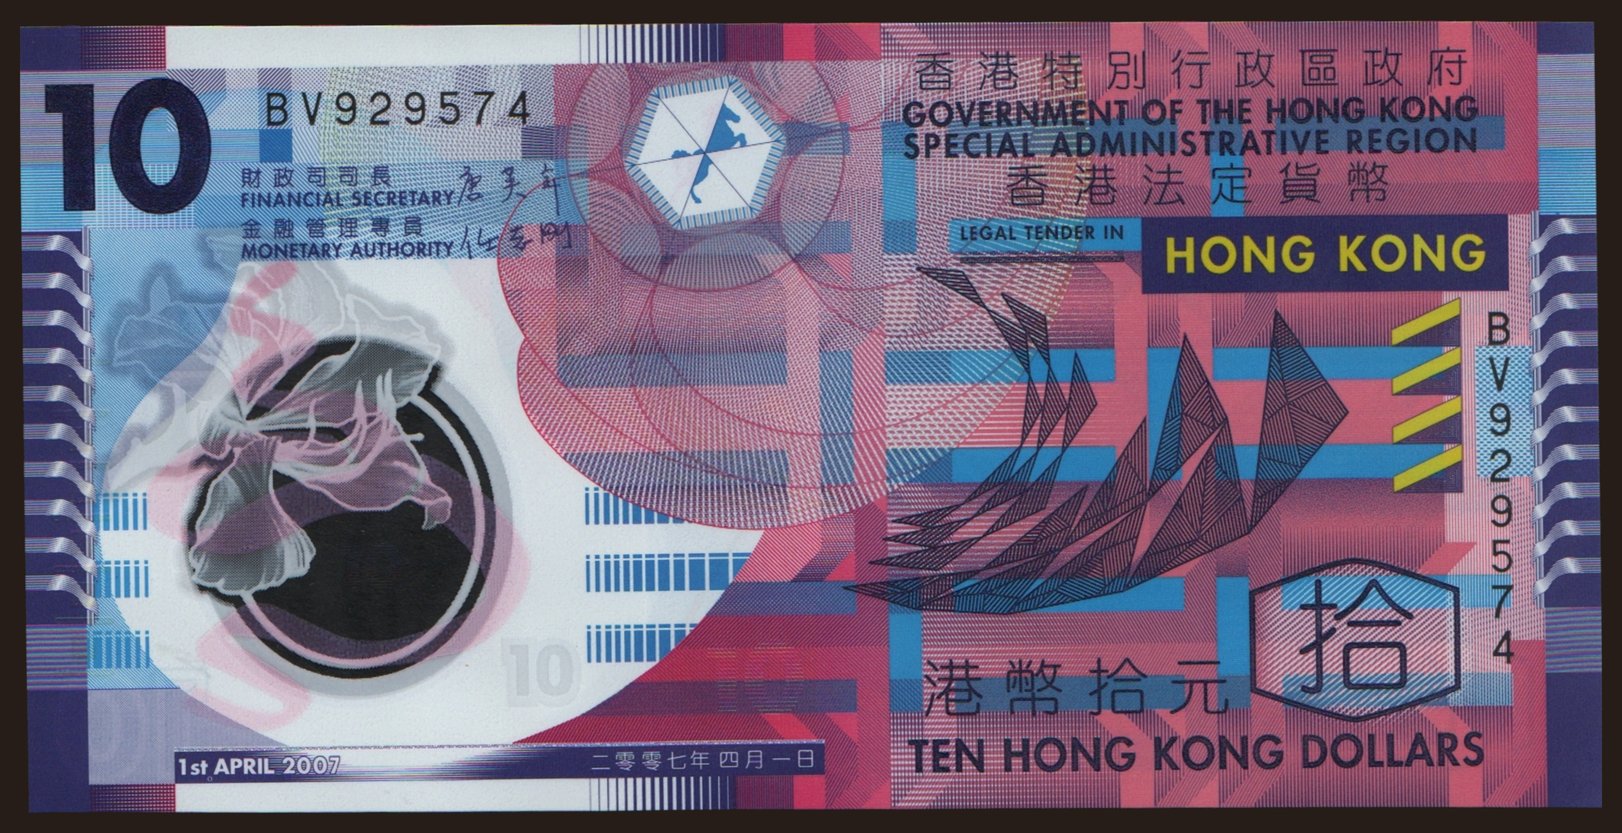 香港特別行政區政府
GOVERNMENT OF THE HONG KONG
SPECIAL ADMINISTRATIVE REGION
香港法定貨幣
LEGAL TENDER IN
HONG KONG
10
BV929574
財政司司長
FINANCIAL SECRETARY
金融管理專員
MONETARY AUTHORITY
BV929574
10
拾
港幣拾元
TEN HONG KONG DOLLARS
1st APRIL 2007
二零零七年四月一日